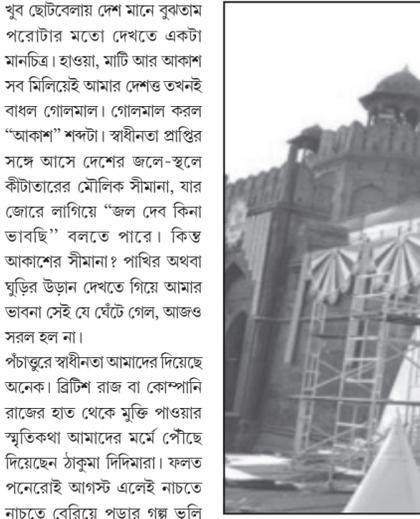 খুব ছোটবেলায় দেশ মানে বুঝতাম
পরোটার মতো দেখতে একটা
মানচিত্র। হাওয়া, মাটি আর আকাশ
সব মিলিয়েই আমার দেশত্ত তখনই
বাধল গোলমাল। গোলমাল করল
“আকাশ” শব্দটা। স্বাধীনতা প্রাপ্তির
সঙ্গে আসে দেশের জলে-স্থলে
কাঁটাতারের মৌলিক সীমানা, যার
জোরে লাগিয়ে “জল দেব কিনা
ভাবছি” বলতে পারে। কিন্তু
আকাশের সীমানা? পাখির অথবা
ঘুড়ির উড়ান দেখতে গিয়ে আমার
ভাবনা সেই যে ঘেঁটে গেল, আজও
সরল হল না।
পঁচাত্তুরে স্বাধীনতা আমাদের দিয়েছে
অনেক। ব্রিটিশ রাজ বা কোম্পানি
রাজের হাত থেকে মুক্তি পাওয়ার
স্মৃতিকথা আমাদের মর্মে পৌঁছে
দিয়েছেন ঠাকুমা দিদিমারা। ফলত
পনেরোই আগস্ট এলেই নাচতে
নাচতে বেরিয়ে পড়ার গল্প ভুলি